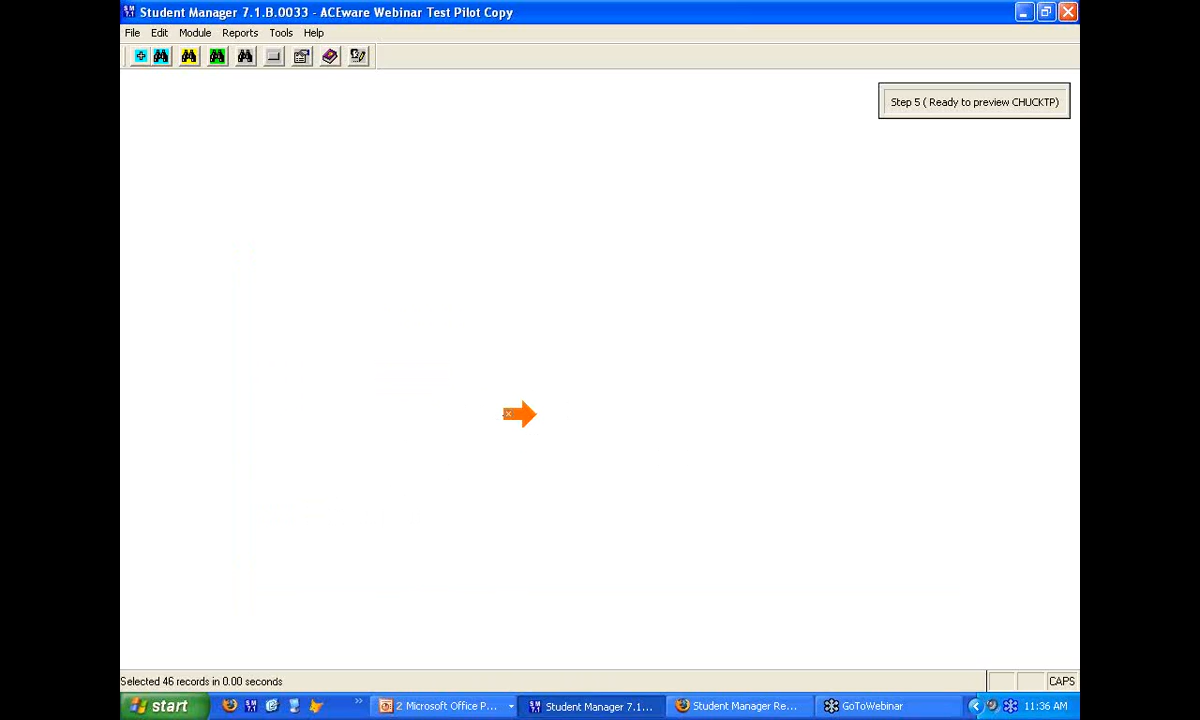 Student Manager 7.1.B.0033 - ACEware Webinar Test Pilot Copy
File Edit Module Reports Tools Help
Step 5 ( Ready to preview CHUCKTP)
Selected 46 records in 0.00 seconds
CAPS
start
2 Microsoft Office P...
Student Manager 7.1...
Student Manager Re...
GoToWebinar
11:36 AM